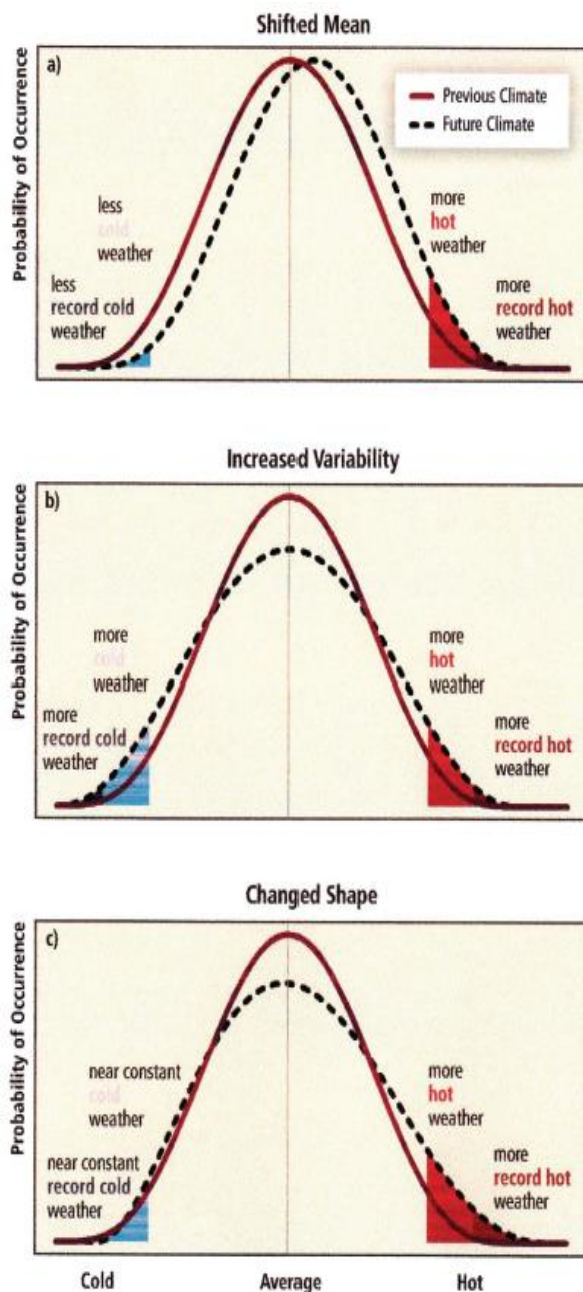 Shifted Mean
a)
Previous Climate
Future Climate
Probability of Occurrence
less
cold
weather
less
record cold
weather
more
hot
weather
more
record hot
weather
Increased Variability
b)
Probability of Occurrence
more
cold
weather
more
record cold
weather
more
hot
weather
more
record hot
weather
Changed Shape
c)
Probability of Occurrence
near constant
cold
weather
near constant
record cold
weather
more
hot
weather
more
record hot
weather
Cold
Average
Hot